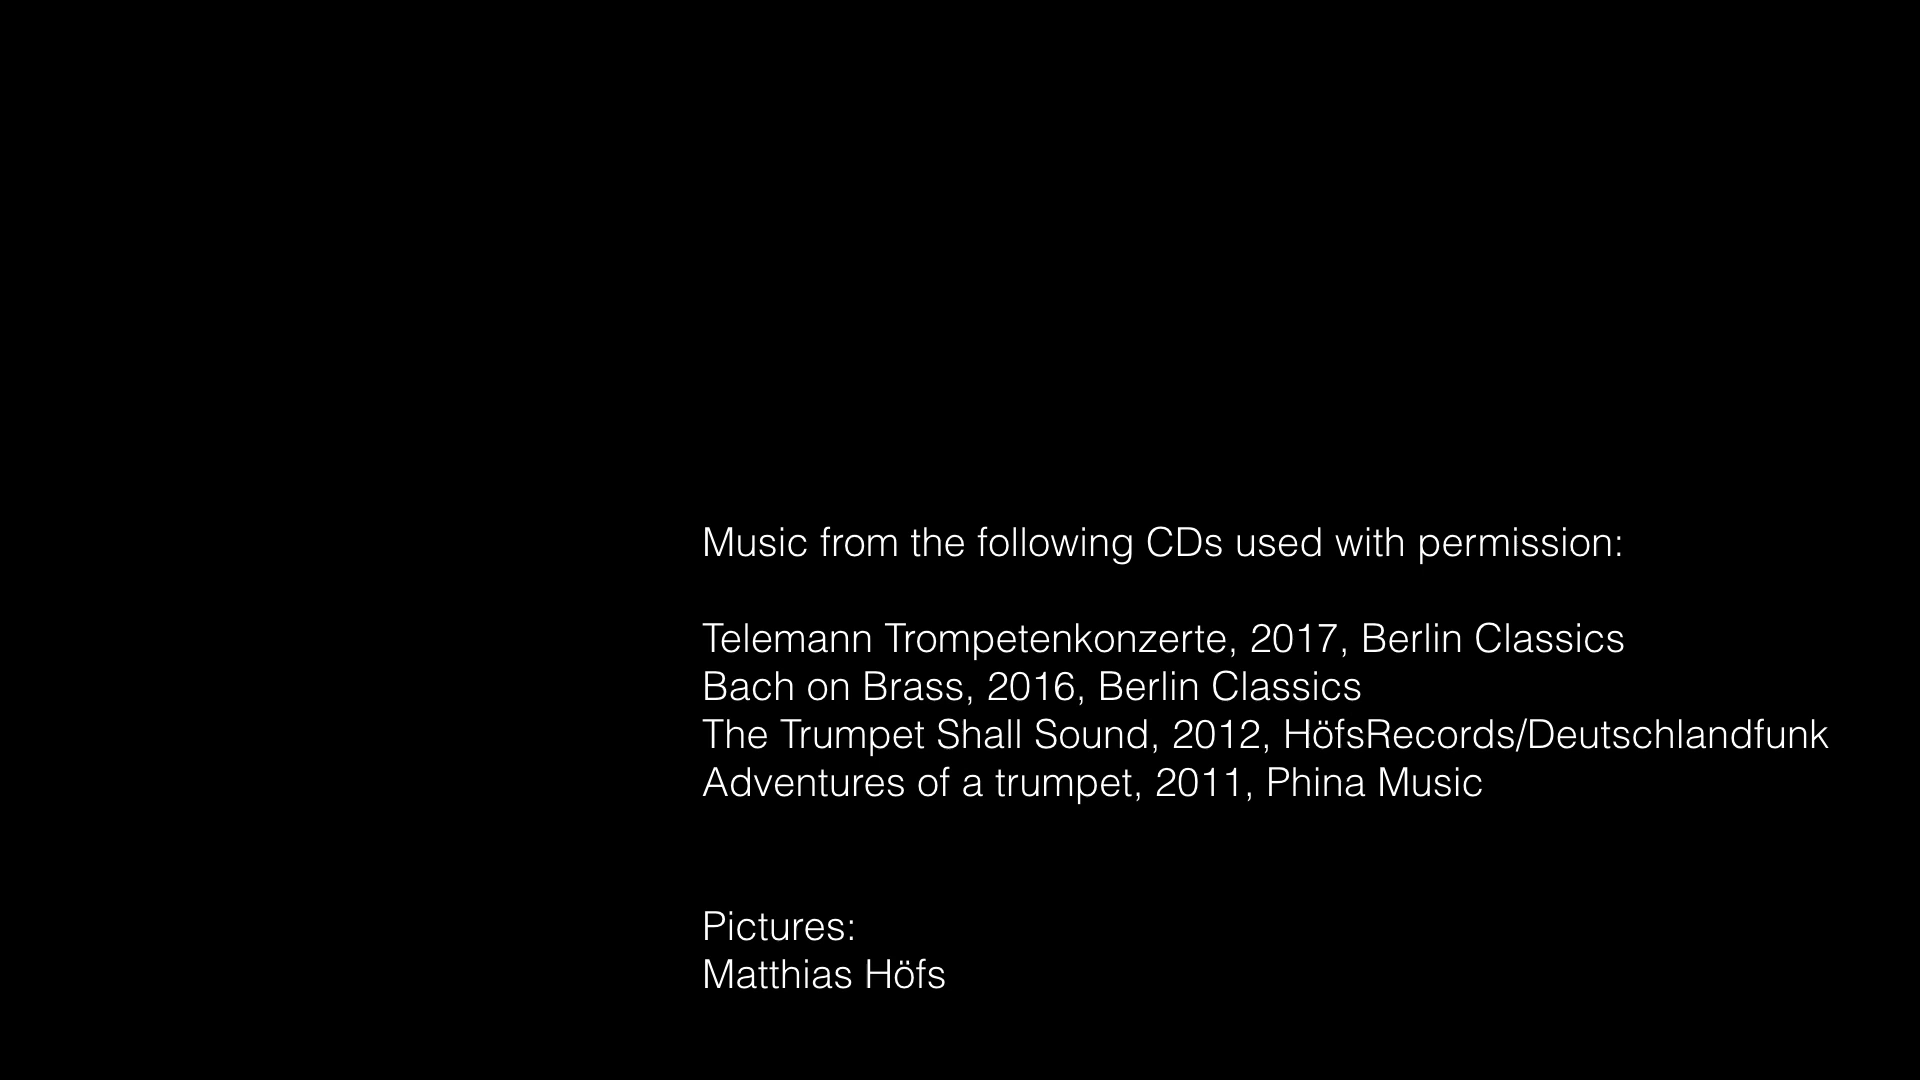 Music from the following CDs used with permission:
Telemann Trompetenkonzerte, 2017, Berlin Classics
Bach on Brass, 2016, Berlin Classics
The Trumpet Shall Sound, 2012, HöfsRecords/Deutschlandfunk
Adventures of a trumpet, 2011, Phina Music
Pictures:
Matthias Höfs